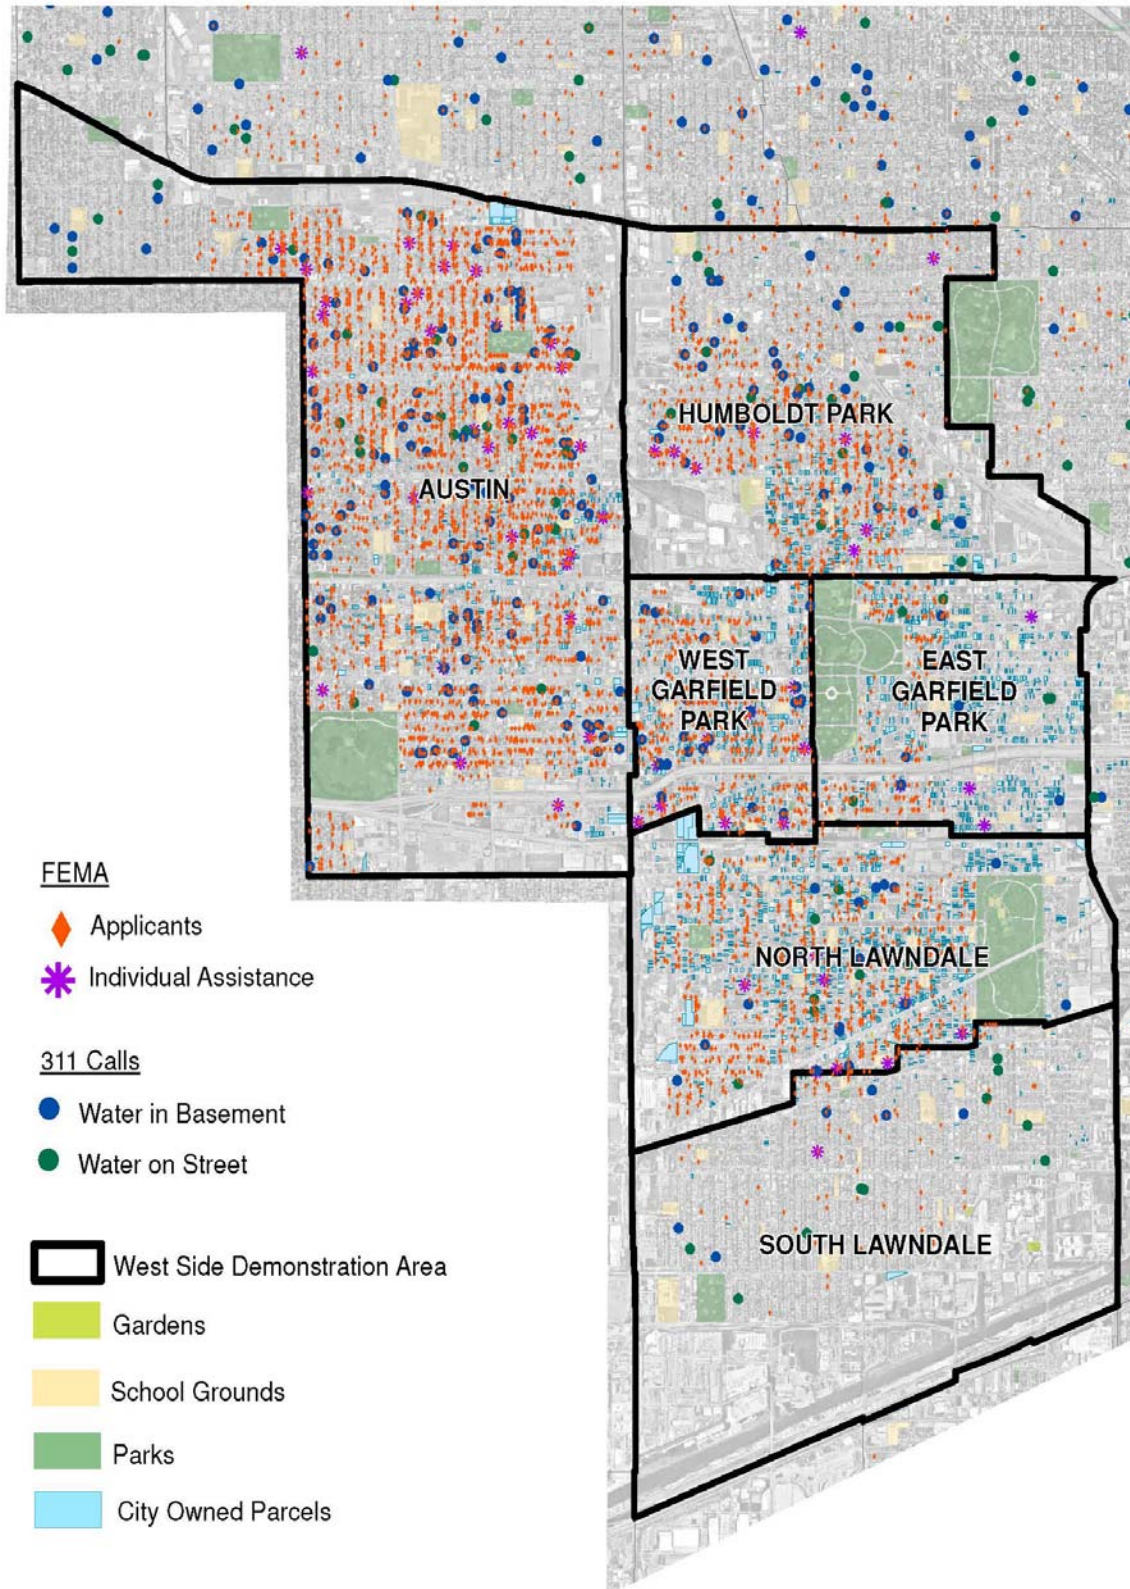 HUMBOLDT PARK
AUSTIN
WEST
GARFIELD
PARK
EAST
GARFIELD
PARK
NORTH LAWNDALE
SOUTH LAWNDALE
FEMA
Applicants
Individual Assistance
311 Calls
Water in Basement
Water on Street
West Side Demonstration Area
Gardens
School Grounds
Parks
City Owned Parcels